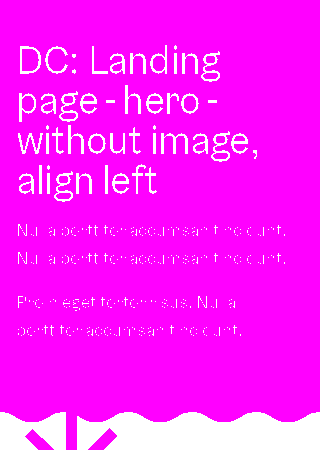 DC: Landing
page - hero -
without image,
align left
Nulla porttitor accumsan tincidunt.
Nulla porttitor accumsan tincidunt.
Proin eget tortor risus. Nulla
porttitor accumsan tincidunt.